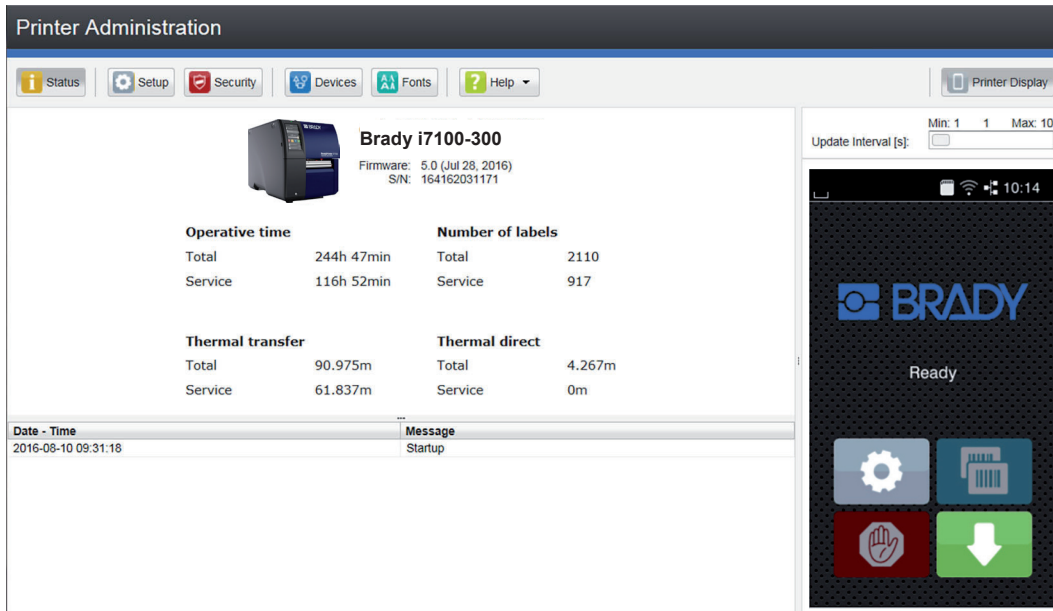 Printer Administration
Status Setup Security Devices Fonts Help Printer Display
Brady i7100-300
Firmware: 5.0 (Jul 28, 2016)
S/N: 164162031171
Operative time Number of labels
Total 244h 47min Total 2110
Service 116h 52min Service 917
Thermal transfer Thermal direct
Total 90.975m Total 4.267m
Service 61.837m Service 0m
Date - Time Message
2016-08-10 09:31:18 Startup
Min: 1 1 Max: 10
Update Interval [s]:
10:14
BRADY
Ready